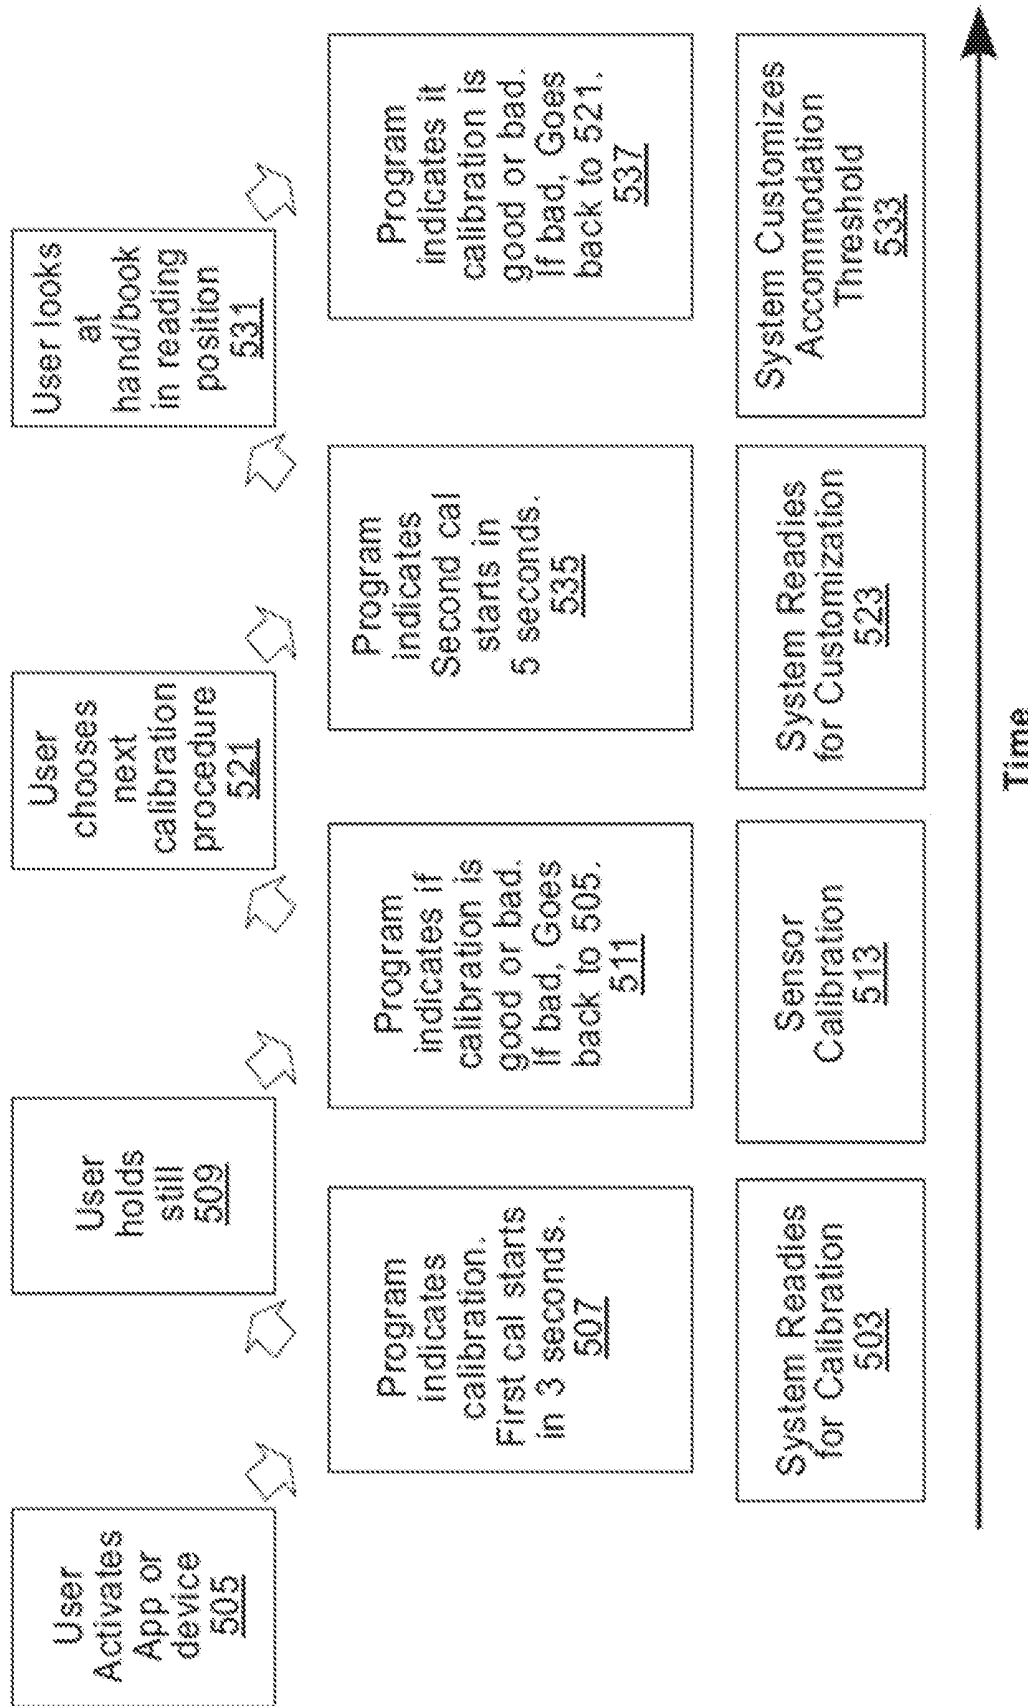 User
Activates
App or
device
505
User
holds
still
509
User
chooses
next
calibration
procedure
521
User looks
at
hand/book
in reading
position
531
Program
indicates
calibration.
First cal starts
in 3 seconds.
507
Program
indicates if
calibration is
good or bad.
If bad, Goes
back to 505.
511
Program
indicates
Second cal
starts in
5 seconds.
535
Program
indicates it
calibration is
good or bad.
If bad, Goes
back to 521.
537
System Readies
for Calibration
503
Sensor
Calibration
513
System Readies
for Customization
523
System Customizes
Accommodation
Threshold
533
Time